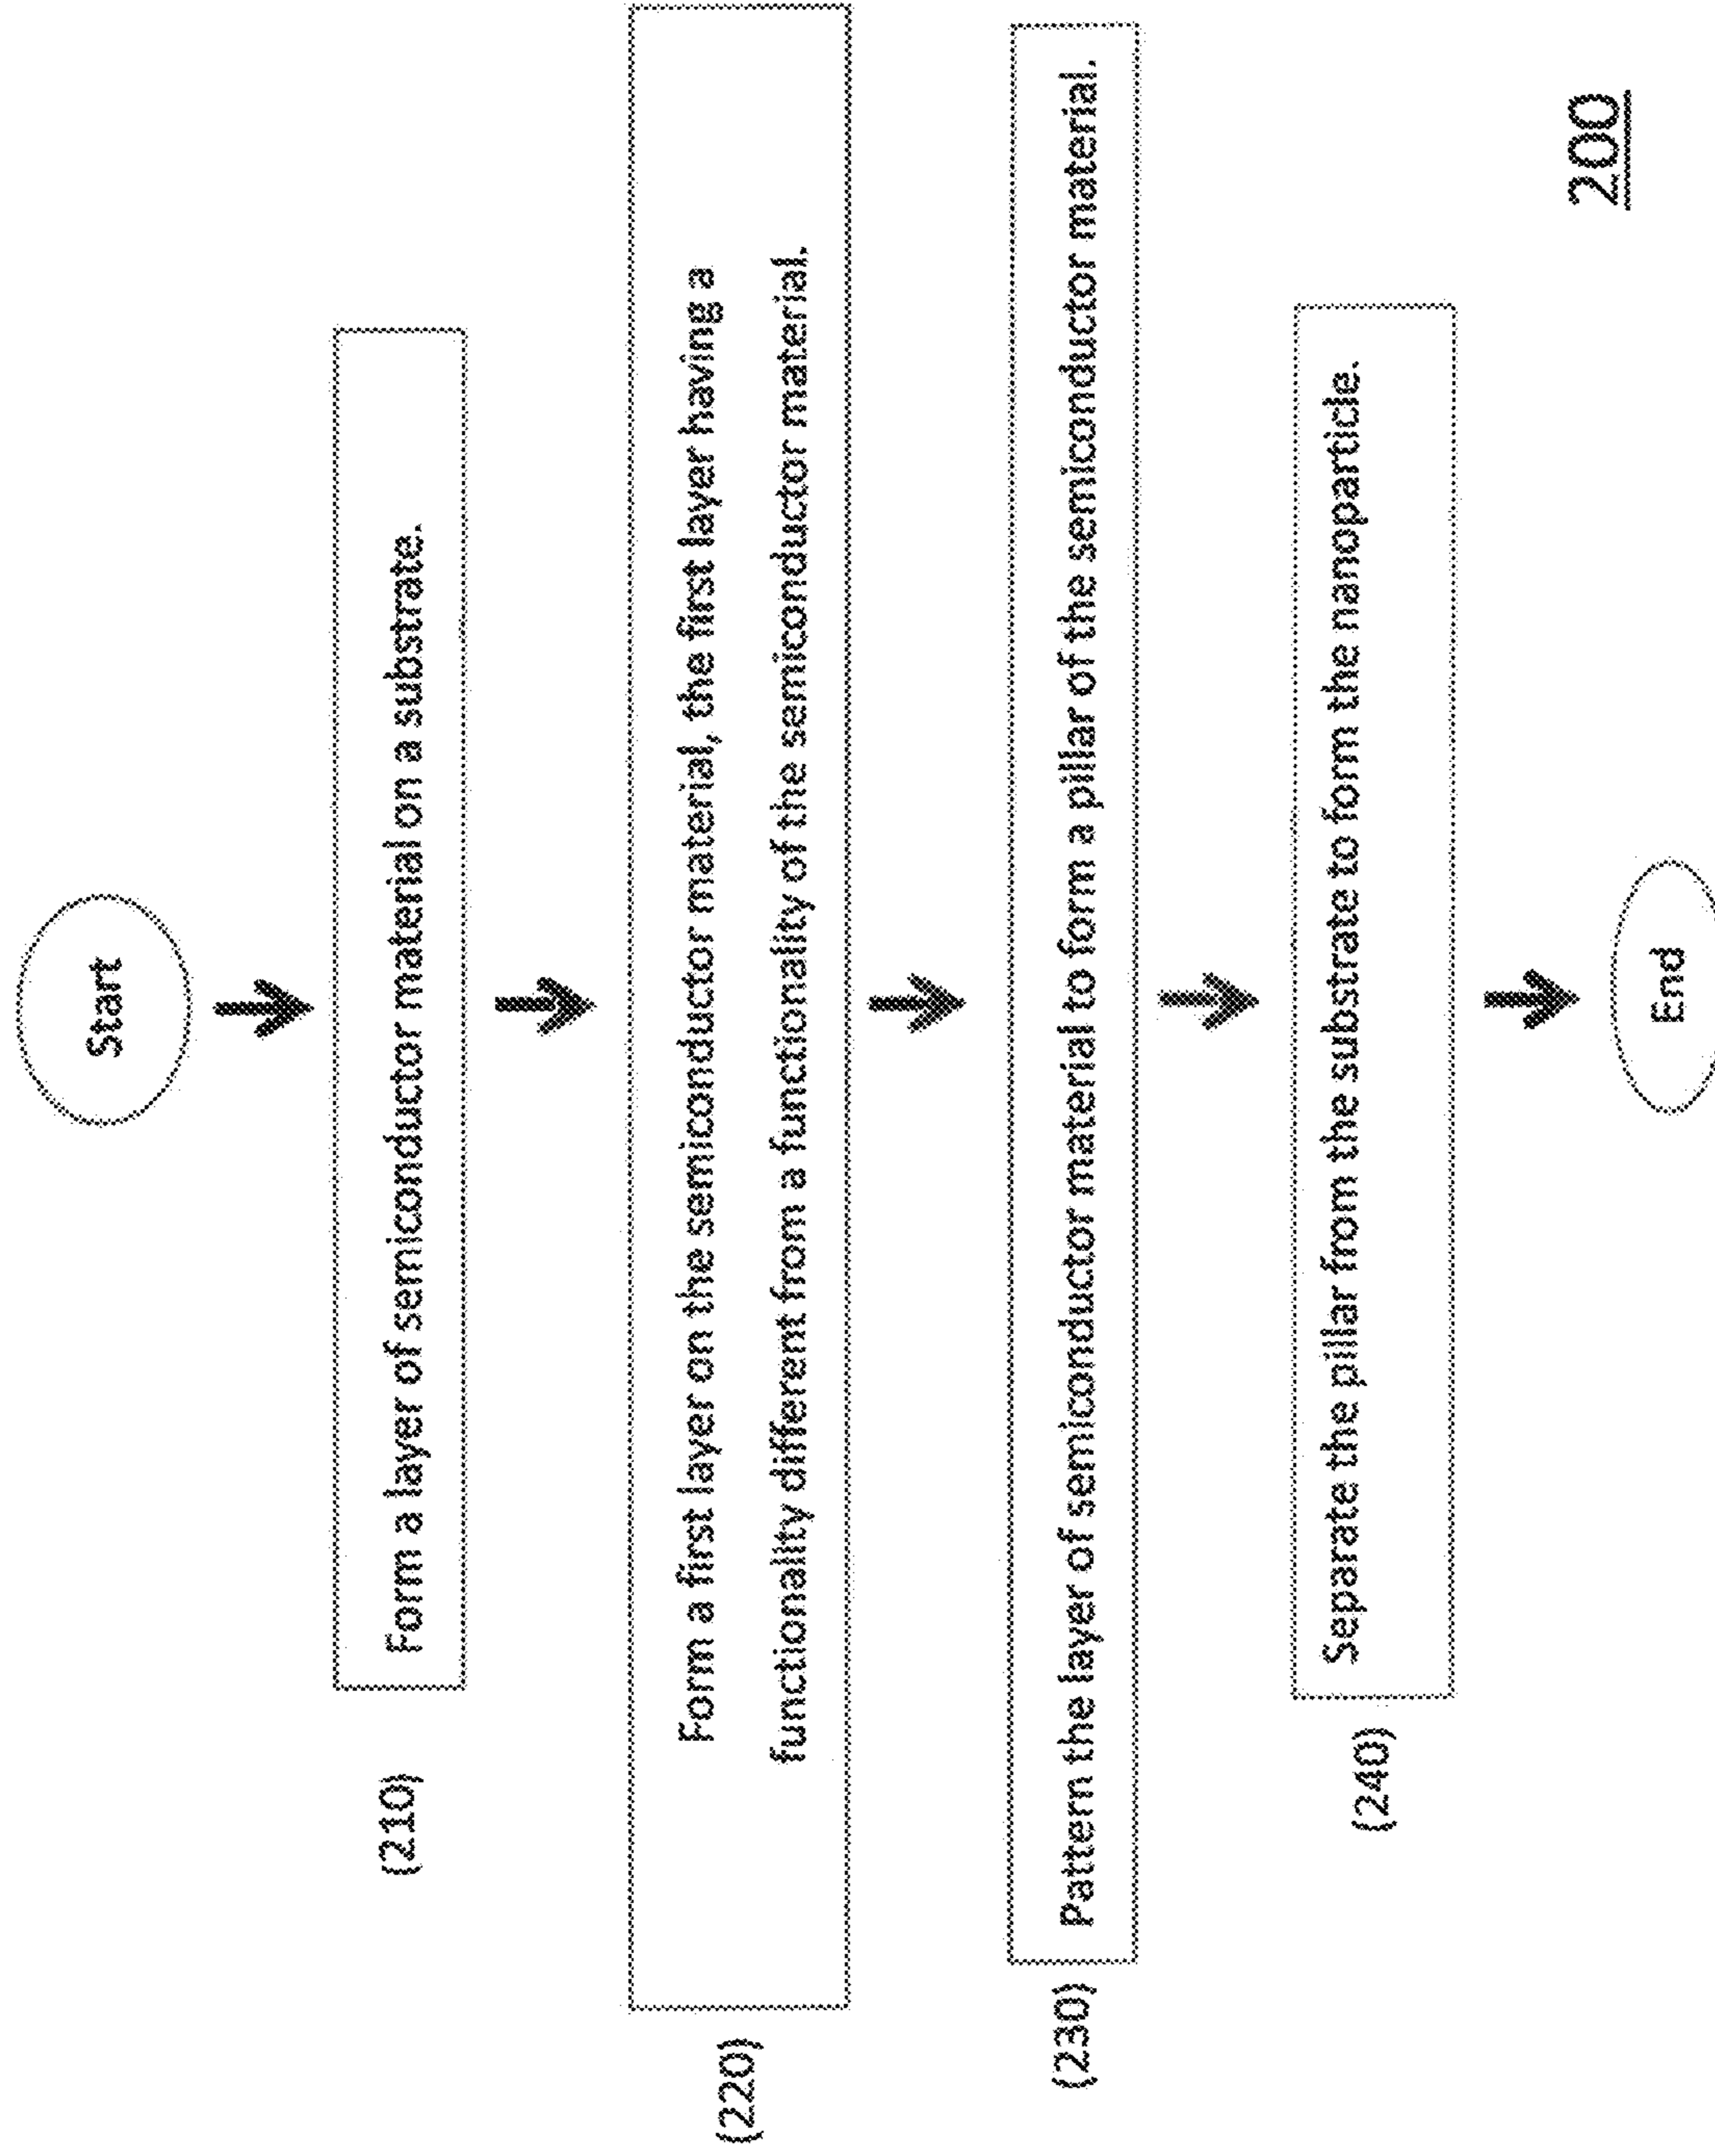 Start
(210)
Form a layer of semiconductor material on a substrate.
(220)
Form a first layer on the semiconductor material, the first layer having a
functionality different from a functionality of the semiconductor material.
(230)
Pattern the layer of semiconductor material to form a pillar of the semiconductor material.
(240)
Separate the pillar from the substrate to form the nanoparticle.
End
200